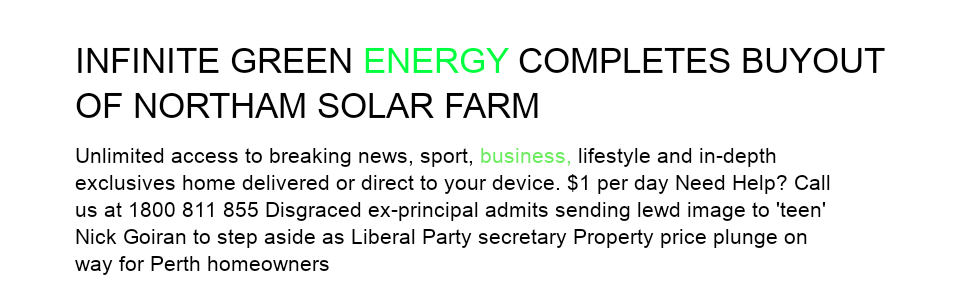 INFINITE GREEN ENERGY COMPLETES BUYOUT
OF NORTHAM SOLAR FARM
Unlimited access to breaking news, sport, business, lifestyle and in-depth
exclusives home delivered or direct to your device. $1 per day Need Help? Call
us at 1800 811 855 Disgraced ex-principal admits sending lewd image to 'teen'
Nick Goiran to step aside as Liberal Party secretary Property price plunge on
way for Perth homeowners